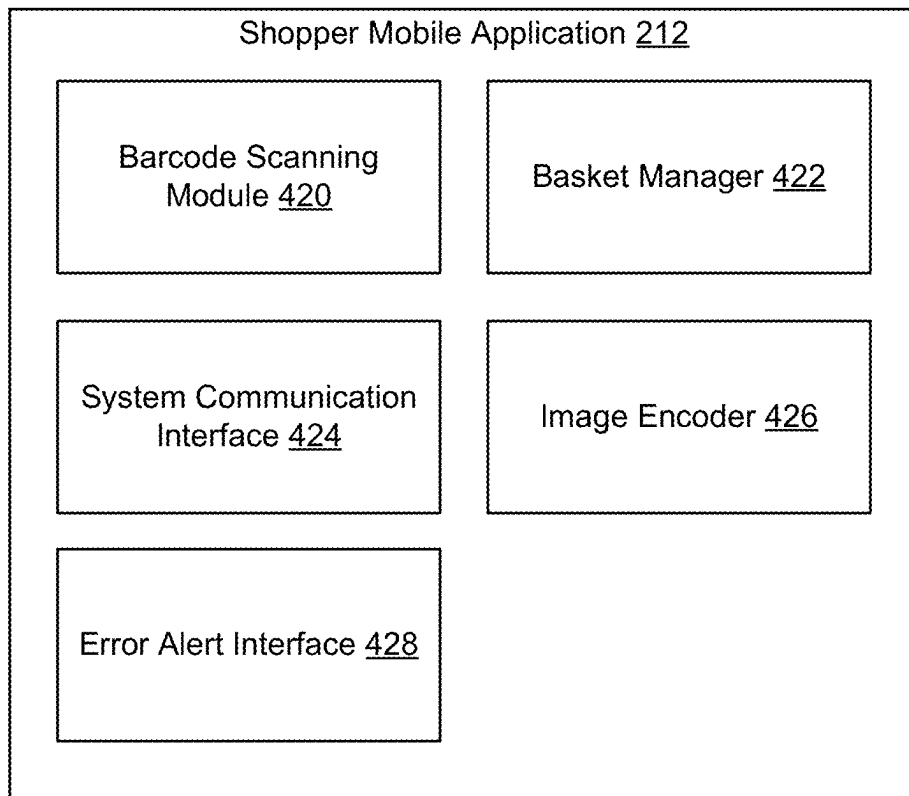 Shopper Mobile Application 212
Barcode Scanning
Module 420
Basket Manager 422
System Communication
Interface 424
Image Encoder 426
Error Alert Interface 428